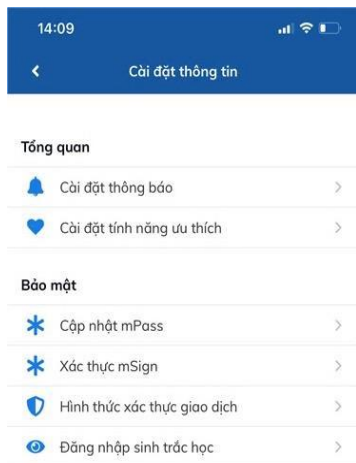 14:09
Cài đặt thông tin
Tổng quan
Cài đặt thông báo
Cài đặt tính năng ưu thích
Bảo mật
Cập nhật mPass
Xác thực mSign
Hình thức xác thực giao dịch
Đăng nhập sinh trắc học